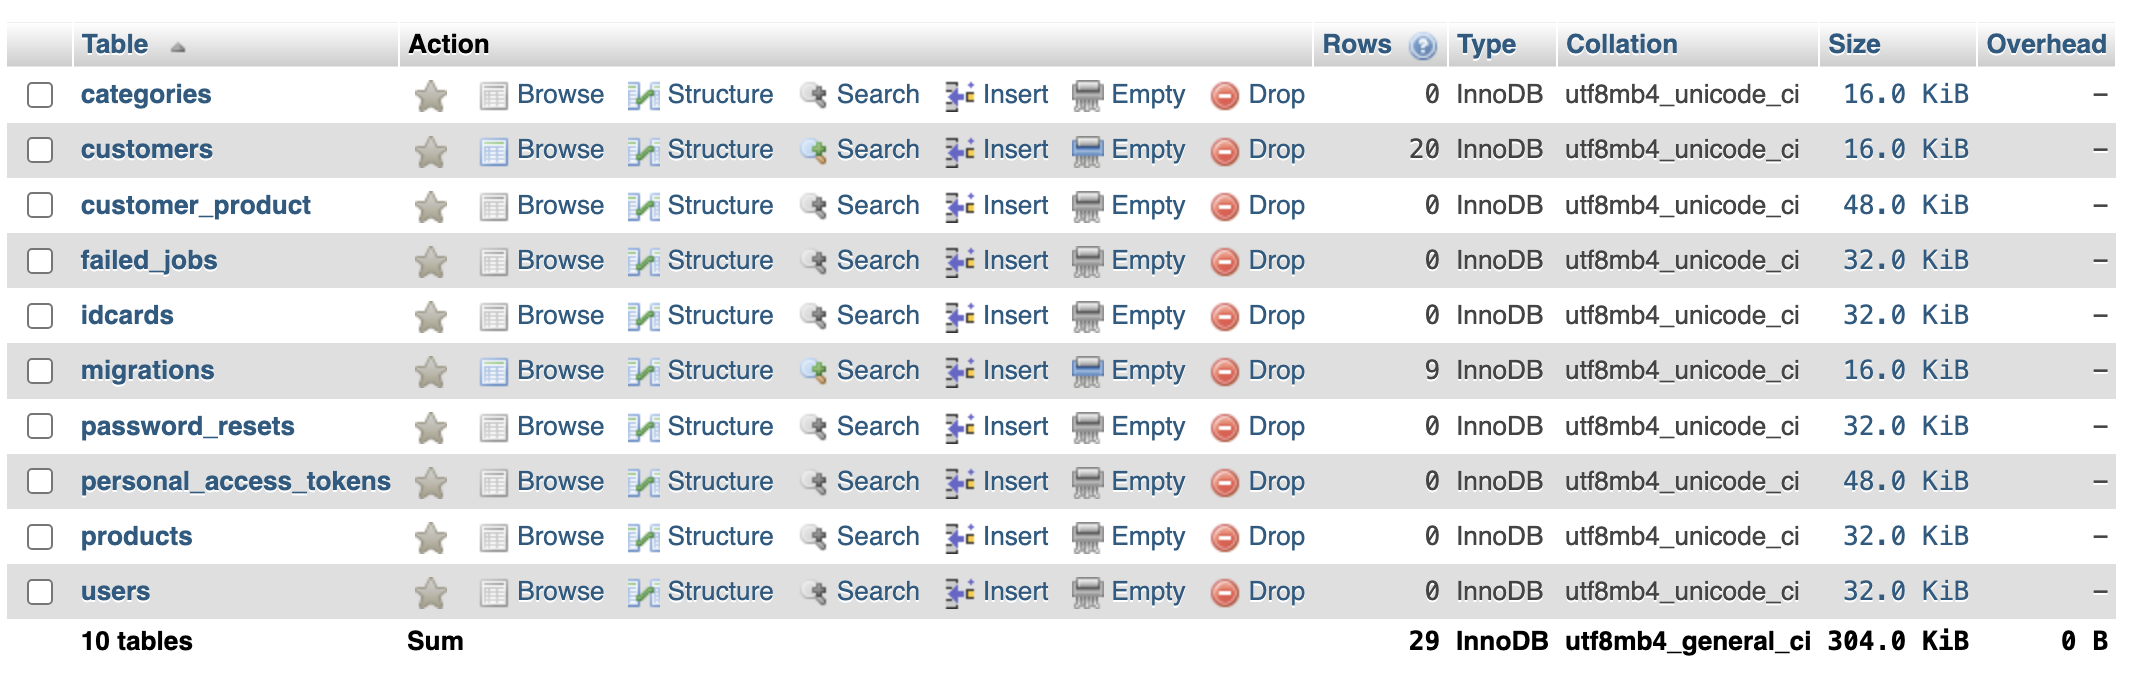 Table Action Rows Type Collation Size Overhead
categories Browse Structure Search Insert Empty Drop 0 InnoDB utf8mb4_unicode_ci 16.0 KiB –
customers Browse Structure Search Insert Empty Drop 20 InnoDB utf8mb4_unicode_ci 16.0 KiB –
customer_product Browse Structure Search Insert Empty Drop 0 InnoDB utf8mb4_unicode_ci 48.0 KiB –
failed_jobs Browse Structure Search Insert Empty Drop 0 InnoDB utf8mb4_unicode_ci 32.0 KiB –
idcards Browse Structure Search Insert Empty Drop 0 InnoDB utf8mb4_unicode_ci 32.0 KiB –
migrations Browse Structure Search Insert Empty Drop 9 InnoDB utf8mb4_unicode_ci 16.0 KiB –
password_resets Browse Structure Search Insert Empty Drop 0 InnoDB utf8mb4_unicode_ci 32.0 KiB –
personal_access_tokens Browse Structure Search Insert Empty Drop 0 InnoDB utf8mb4_unicode_ci 48.0 KiB –
products Browse Structure Search Insert Empty Drop 0 InnoDB utf8mb4_unicode_ci 32.0 KiB –
users Browse Structure Search Insert Empty Drop 0 InnoDB utf8mb4_unicode_ci 32.0 KiB –
10 tables Sum 29 InnoDB utf8mb4_general_ci 304.0 KiB 0 B